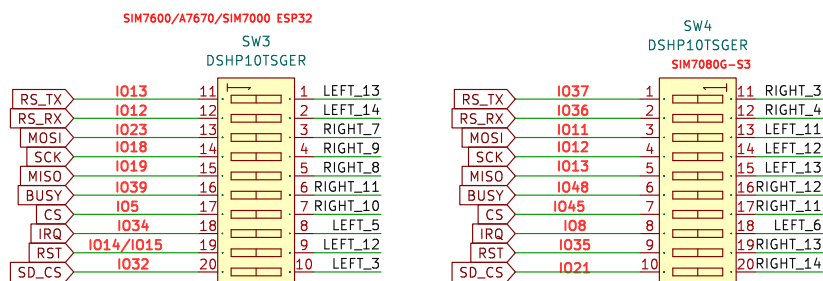 SIM7600/A7670/SIM7000 ESP32
SW3
DSHP10TSGER
RS_TX IO13 11 1 LEFT_13
RS_RX IO12 12 2 LEFT_14
MOSI IO23 13 3 RIGHT_7
SCK IO18 14 4 RIGHT_9
MISO IO19 15 5 RIGHT_8
BUSY IO39 16 6 RIGHT_11
CS IO5 17 7 RIGHT_10
IRQ IO34 18 8 LEFT_5
RST IO14/IO15 19 9 LEFT_12
SD_CS IO32 20 10 LEFT_3
SW4
DSHP10TSGER
SIM7080G-S3
RS_TX IO37 1 11 RIGHT_3
RS_RX IO36 2 12 RIGHT_4
MOSI IO11 3 13 LEFT_11
SCK IO12 4 14 LEFT_12
MISO IO13 5 15 LEFT_13
BUSY IO48 6 16 RIGHT_12
CS IO45 7 17 RIGHT_11
IRQ IO8 8 18 LEFT_6
RST IO35 9 19 RIGHT_13
SD_CS IO21 10 20 RIGHT_14